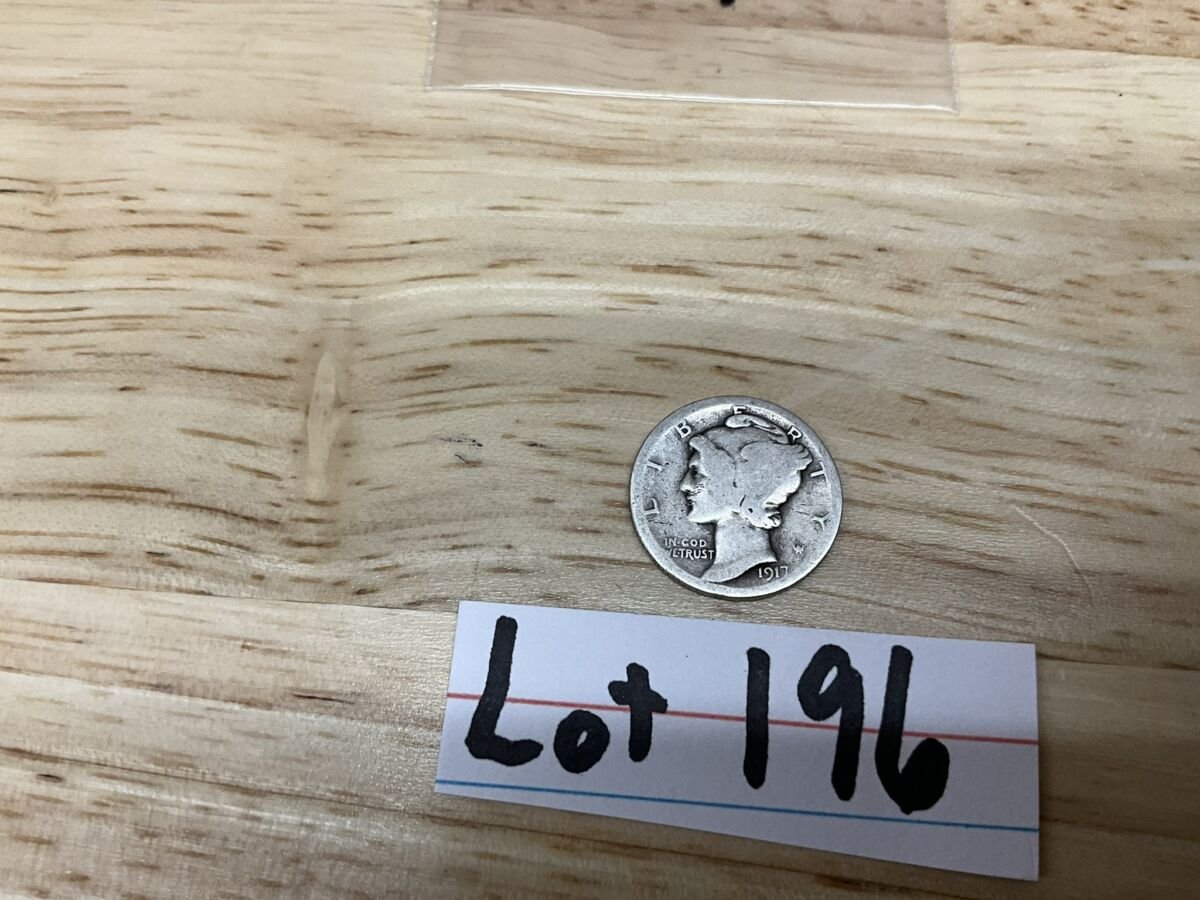 LIBERTY
IN·GOD
WE·TRUST
1917
Lot 196